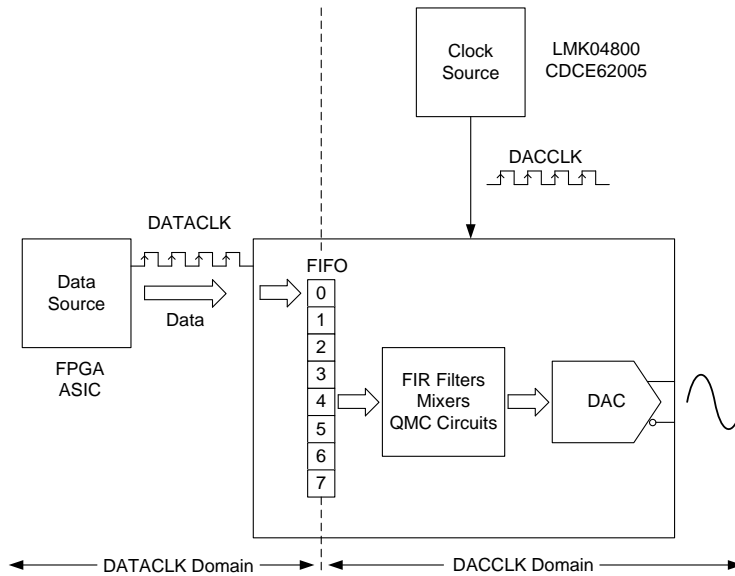 Clock
Source
LMK04800
CDCE62005
DACCLK
DATACLK
Data
Source
Data
FPGA
ASIC
FIFO
0
1
2
3
4
5
6
7
FIR Filters
Mixers
QMC Circuits
DAC
DATACLK Domain
DACCLK Domain